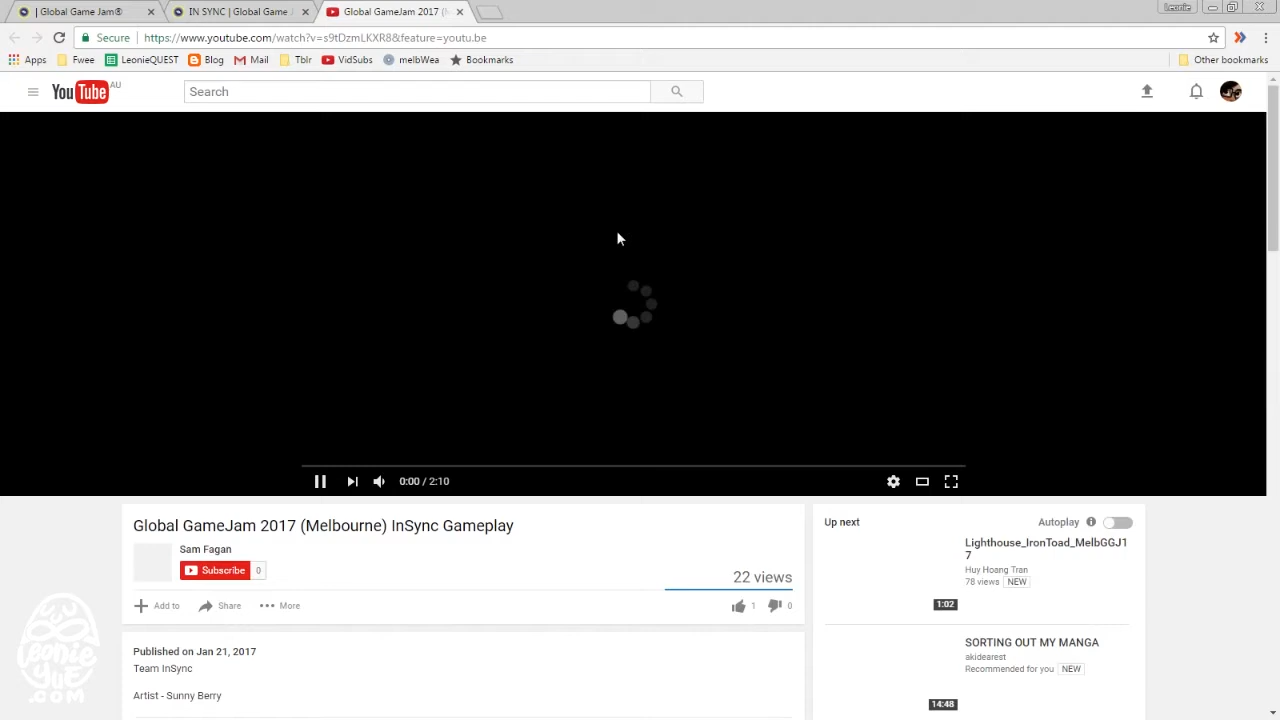 | Global Game Jam®
IN SYNC | Global Game
Global GameJam 2017 (
Leonie
Secure
https://www.youtube.com/watch?v=s9tDzmLKXR8&feature=youtu.be
Apps
Fwee
LeonieQUEST
Blog
Mail
Tblr
VidSubs
melbWea
Bookmarks
Other bookmarks
YouTube AU
Search
0:00 / 2:10
Global GameJam 2017 (Melbourne) InSync Gameplay
Sam Fagan
Subscribe 0
22 views
Add to
Share
More
1
0
Published on Jan 21, 2017
Team InSync
Artist - Sunny Berry
Up next
Autoplay
Lighthouse_IronToad_MelbGGJ1
7
Huy Hoang Tran
78 views NEW
1:02
SORTING OUT MY MANGA
akidearest
Recommended for you NEW
14:48
Leonie
YuE
.COM